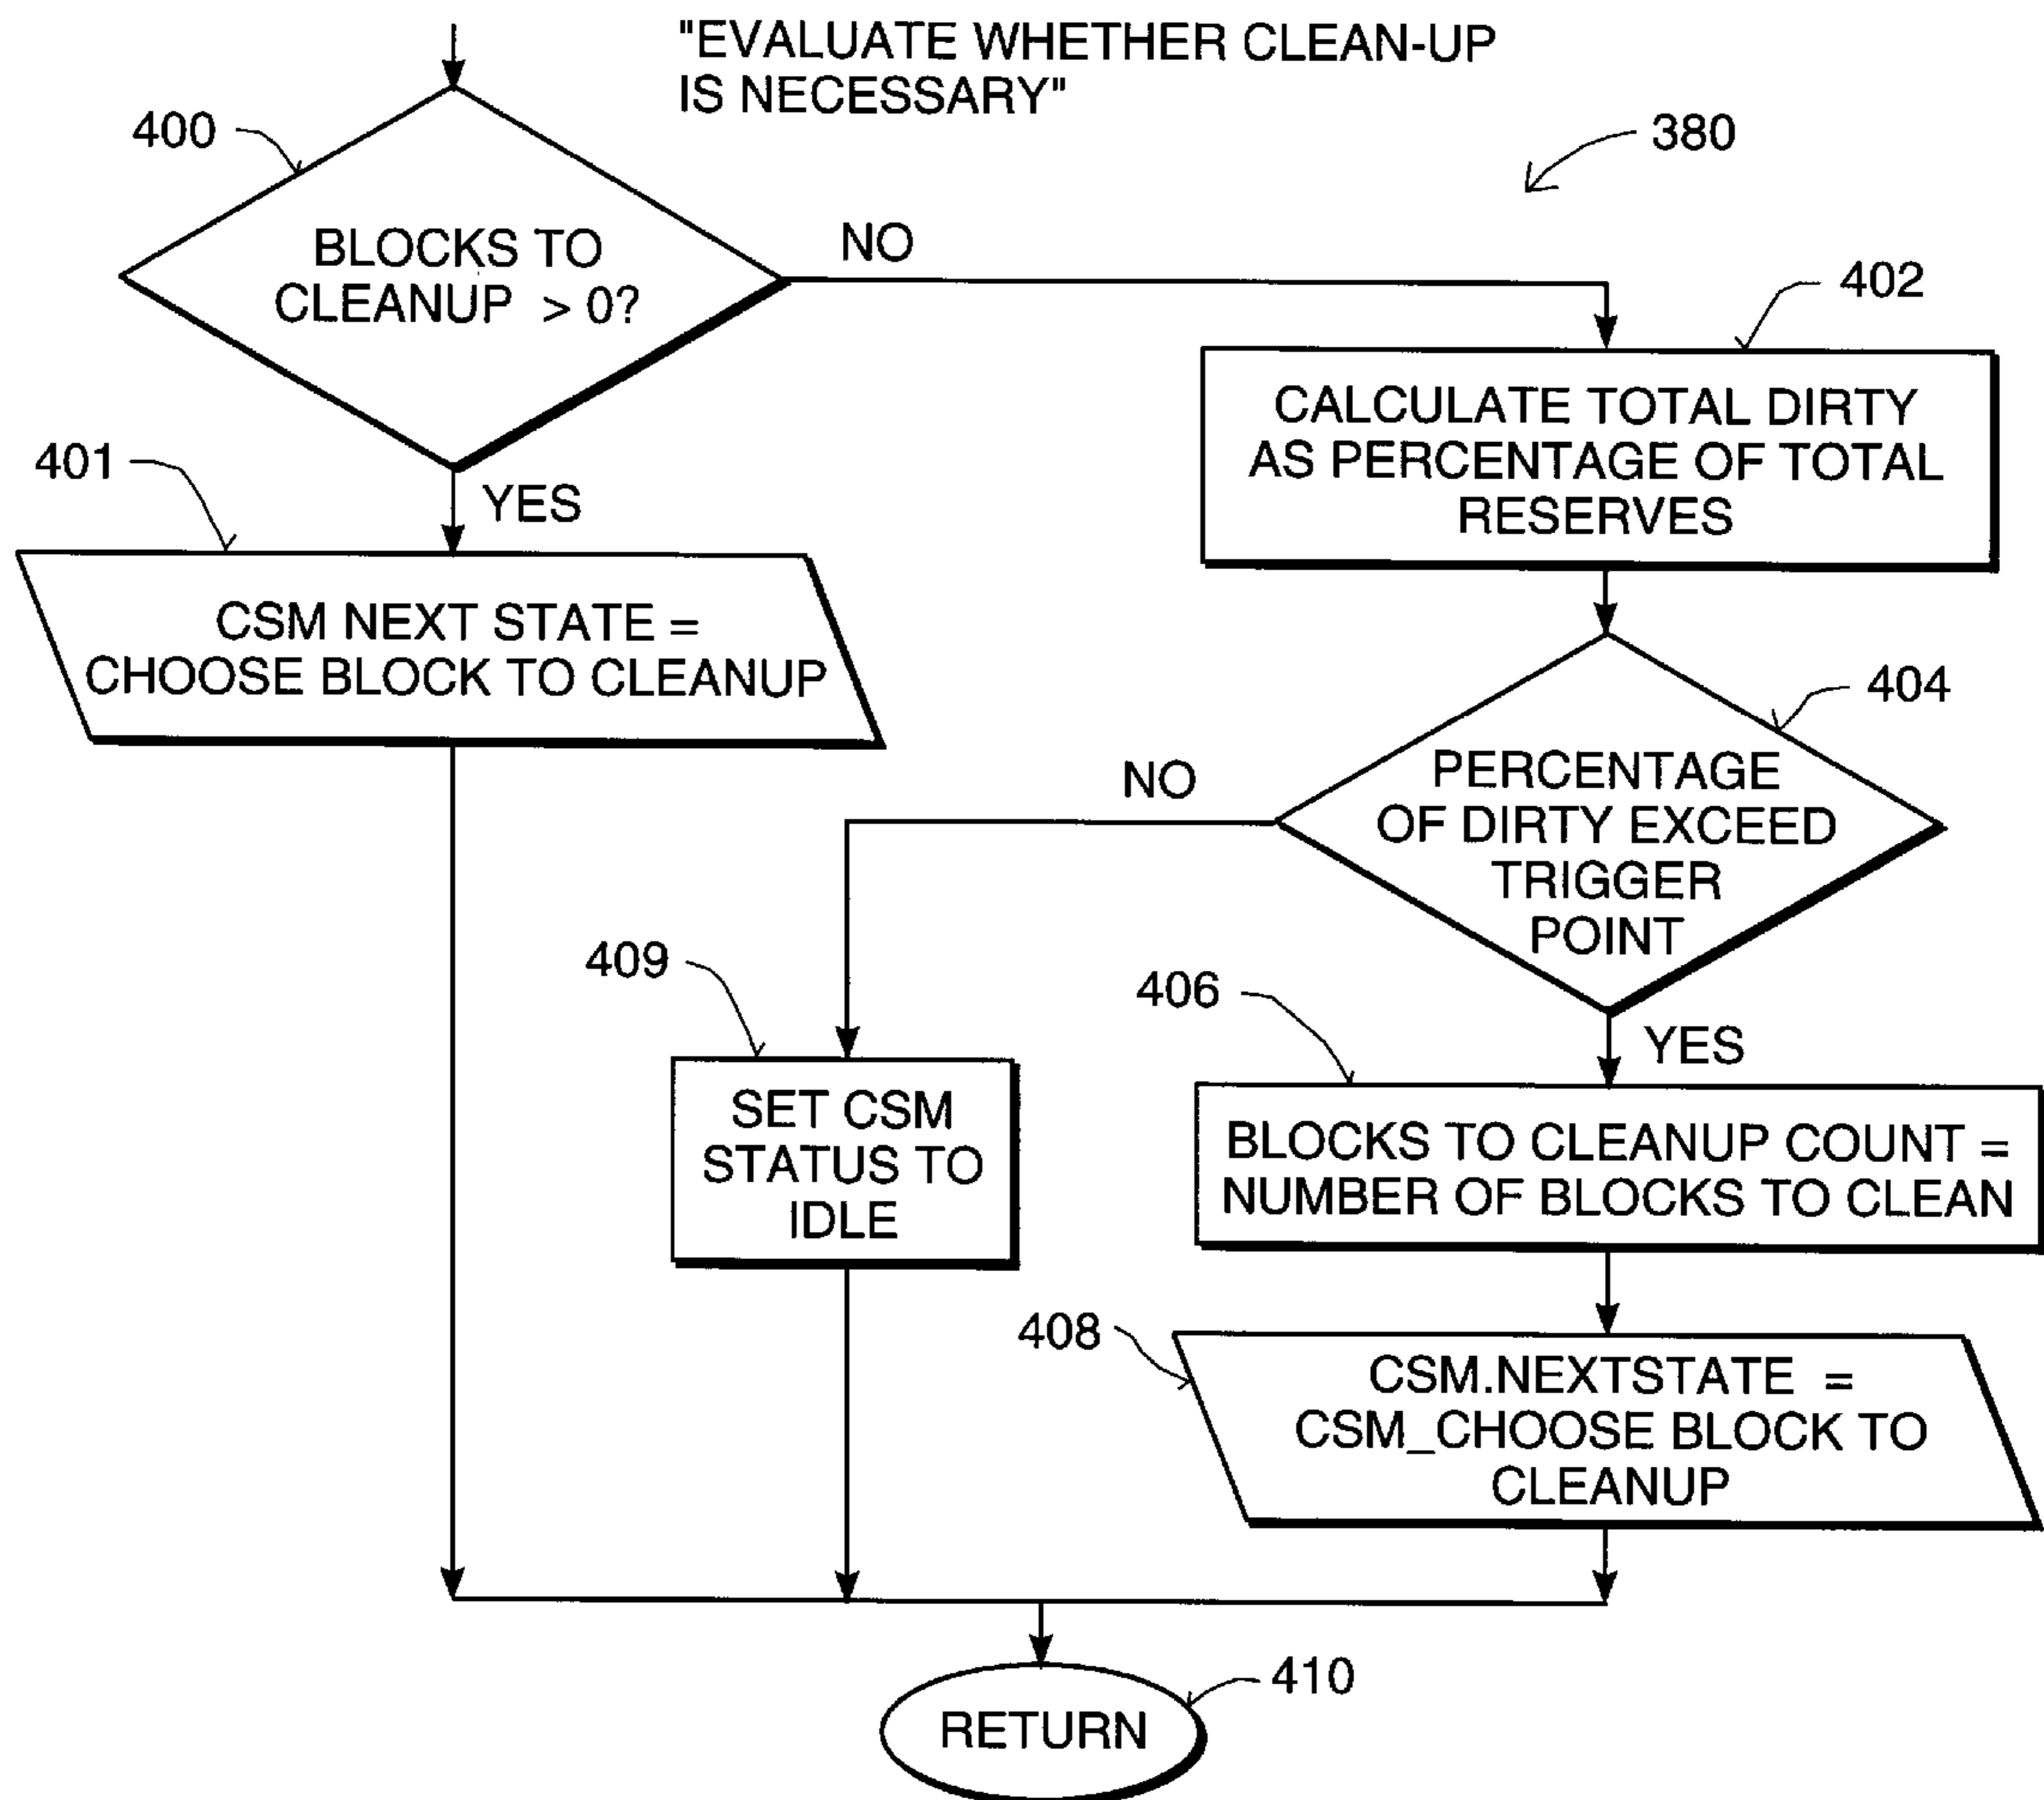 "EVALUATE WHETHER CLEAN-UP
IS NECESSARY"
400
380
BLOCKS TO
CLEANUP > 0?
NO
402
CALCULATE TOTAL DIRTY
AS PERCENTAGE OF TOTAL
RESERVES
401
YES
CSM NEXT STATE =
CHOOSE BLOCK TO CLEANUP
404
PERCENTAGE
OF DIRTY EXCEED
TRIGGER
POINT
NO
409
SET CSM
STATUS TO
IDLE
406
YES
BLOCKS TO CLEANUP COUNT =
NUMBER OF BLOCKS TO CLEAN
408
CSM.NEXTSTATE =
CSM_CHOOSE BLOCK TO
CLEANUP
410
RETURN